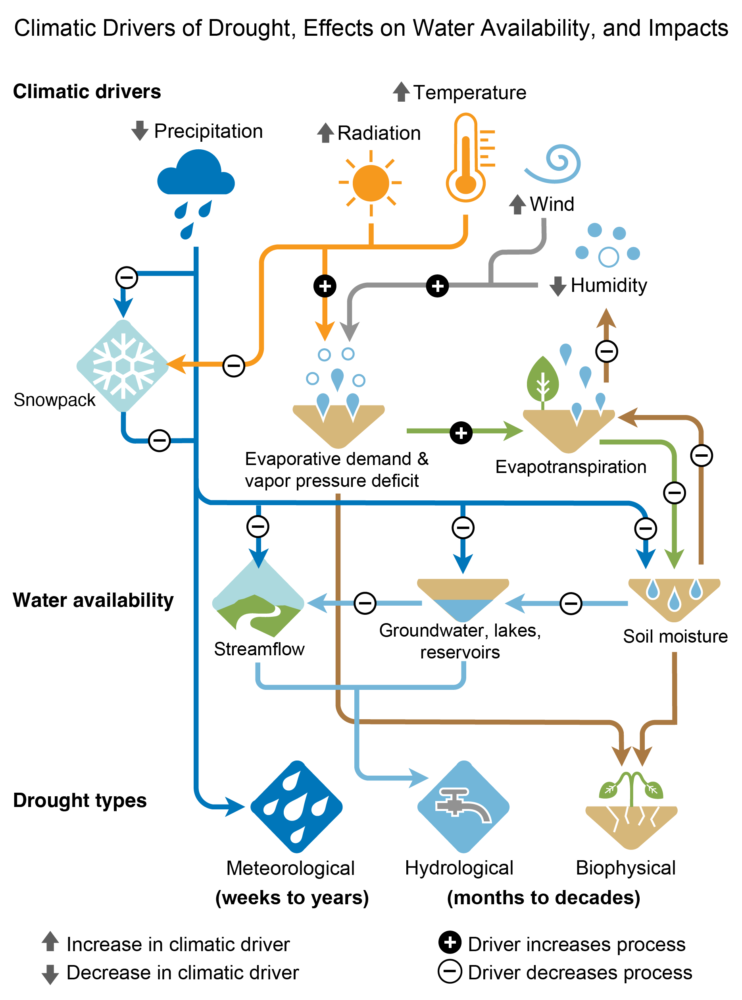 Climatic Drivers of Drought, Effects on Water Availability, and Impacts
Climatic drivers
Temperature
Precipitation
Radiation
Wind
Humidity
Snowpack
Evaporative demand &
vapor pressure deficit
Evapotranspiration
Water availability
Streamflow
Groundwater, lakes,
reservoirs
Soil moisture
Drought types
Meteorological
(weeks to years)
Hydrological
Biophysical
(months to decades)
Increase in climatic driver
Decrease in climatic driver
Driver increases process
Driver decreases process